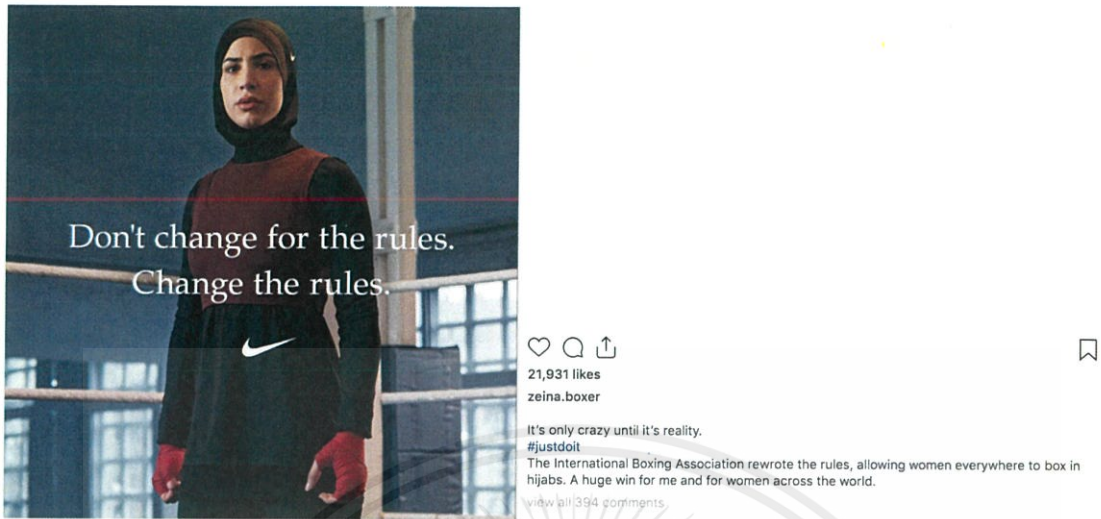 Don't change for the rules.
Change the rules.
21,931 likes
zeina.boxer
It's only crazy until it's reality.
#justdoit
The International Boxing Association rewrote the rules, allowing women everywhere to box in
hijabs. A huge win for me and for women across the world.
view all 394 comments